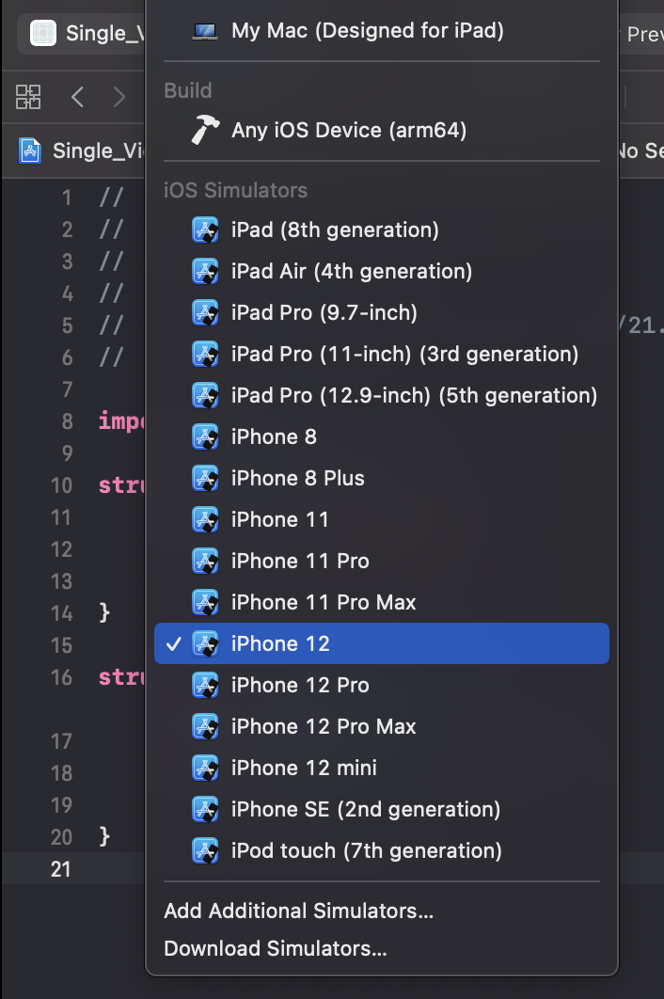 My Mac (Designed for iPad)
Single_V
Prev
Build
Any iOS Device (arm64)
Single_Vi
No Se
iOS Simulators
1 //
2 //
iPad (8th generation)
3 //
iPad Air (4th generation)
4 //
iPad Pro (9.7-inch)
5 // /21.
6 //
iPad Pro (11-inch) (3rd generation)
7
iPad Pro (12.9-inch) (5th generation)
8 impo
iPhone 8
9
iPhone 8 Plus
10 stru
11
iPhone 11
12
iPhone 11 Pro
13
iPhone 11 Pro Max
14 }
15
✓ iPhone 12
16 stru
iPhone 12 Pro
iPhone 12 Pro Max
17
iPhone 12 mini
18
19
iPhone SE (2nd generation)
20 }
iPod touch (7th generation)
21
Add Additional Simulators...
Download Simulators...